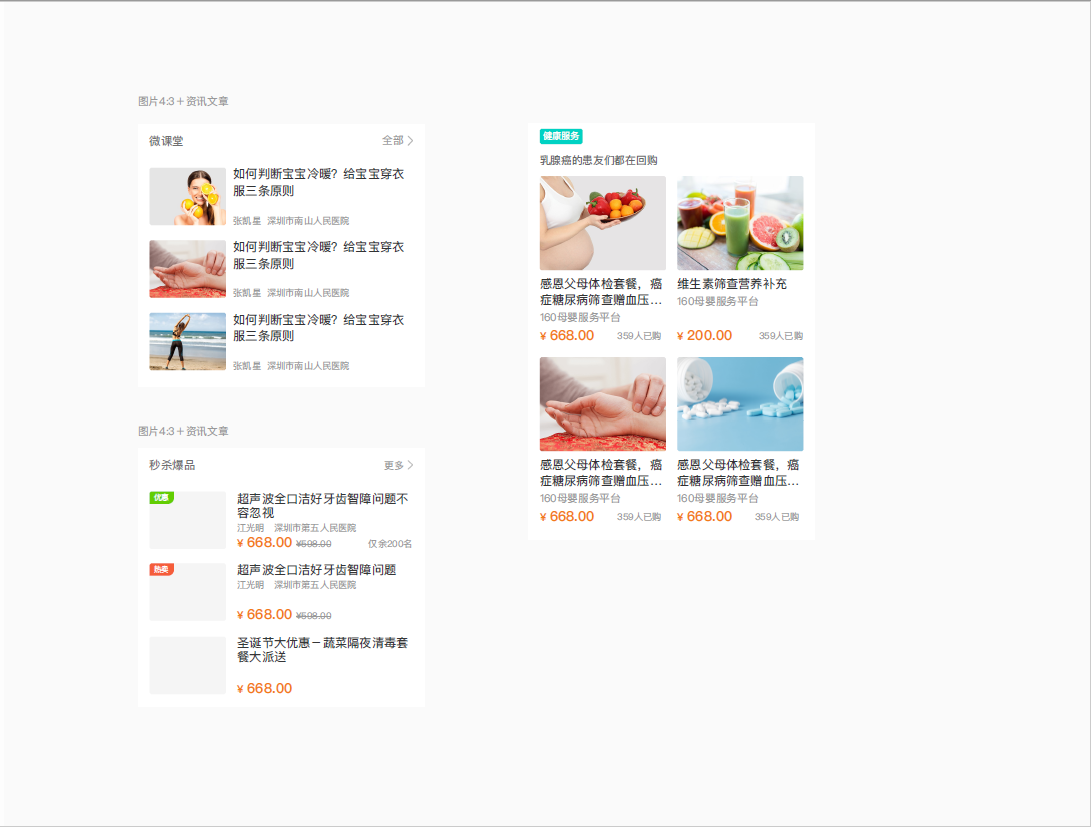 图片4:3＋资讯文章
微课堂
全部
如何判断宝宝冷暖？给宝宝穿衣
服三条原则
张凯星 深圳市南山人民医院
如何判断宝宝冷暖？给宝宝穿衣
服三条原则
张凯星 深圳市南山人民医院
如何判断宝宝冷暖？给宝宝穿衣
服三条原则
张凯星 深圳市南山人民医院
图片4:3＋资讯文章
秒杀爆品
更多
优惠
超声波全口洁好牙齿智障问题不
容忽视
江光明 深圳市第五人民医院
¥ 668.00 ¥598.00 仅余200名
热卖
超声波全口洁好牙齿智障问题
江光明 深圳市第五人民医院
¥ 668.00 ¥598.00
圣诞节大优惠－蔬菜隔夜清毒套
餐大派送
¥ 668.00
健康服务
乳腺癌的患友们都在回购
感恩父母体检套餐，癌
症糖尿病筛查赠血压...
160母婴服务平台
¥ 668.00 359人已购
维生素筛查营养补充
160母婴服务平台
¥ 200.00 359人已购
感恩父母体检套餐，癌
症糖尿病筛查赠血压...
160母婴服务平台
¥ 668.00 359人已购
感恩父母体检套餐，癌
症糖尿病筛查赠血压...
160母婴服务平台
¥ 668.00 359人已购